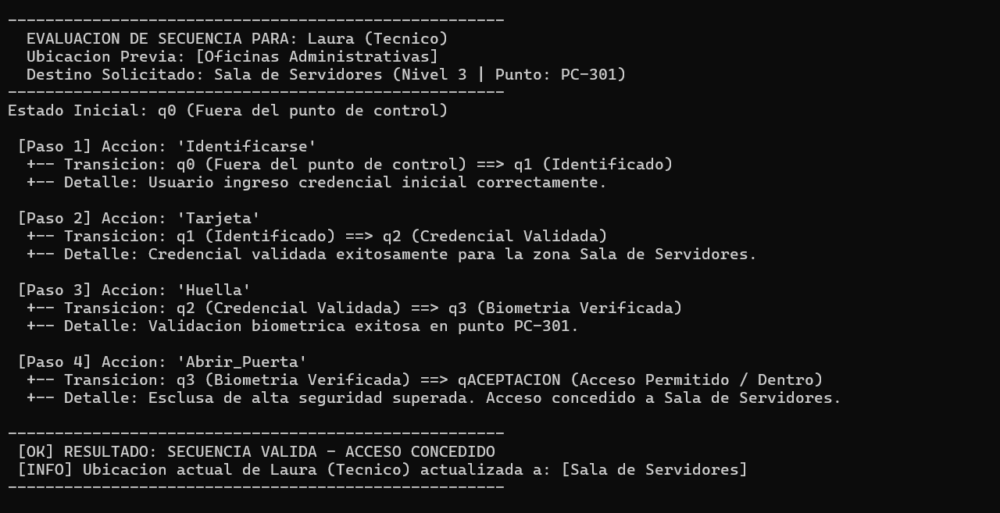 -----------------------------------------------------
  EVALUACION DE SECUENCIA PARA: Laura (Tecnico)
  Ubicacion Previa: [Oficinas Administrativas]
  Destino Solicitado: Sala de Servidores (Nivel 3 | Punto: PC-301)
-----------------------------------------------------
Estado Inicial: q0 (Fuera del punto de control)

 [Paso 1] Accion: 'Identificarse'
  +-- Transicion: q0 (Fuera del punto de control) ==> q1 (Identificado)
  +-- Detalle: Usuario ingreso credencial inicial correctamente.

 [Paso 2] Accion: 'Tarjeta'
  +-- Transicion: q1 (Identificado) ==> q2 (Credencial Validada)
  +-- Detalle: Credencial validada exitosamente para la zona Sala de Servidores.

 [Paso 3] Accion: 'Huella'
  +-- Transicion: q2 (Credencial Validada) ==> q3 (Biometria Verificada)
  +-- Detalle: Validacion biometrica exitosa en punto PC-301.

 [Paso 4] Accion: 'Abrir_Puerta'
  +-- Transicion: q3 (Biometria Verificada) ==> qACEPTACION (Acceso Permitido / Dentro)
  +-- Detalle: Esclusa de alta seguridad superada. Acceso concedido a Sala de Servidores.

-----------------------------------------------------
 [OK] RESULTADO: SECUENCIA VALIDA - ACCESO CONCEDIDO
 [INFO] Ubicacion actual de Laura (Tecnico) actualizada a: [Sala de Servidores]
-----------------------------------------------------